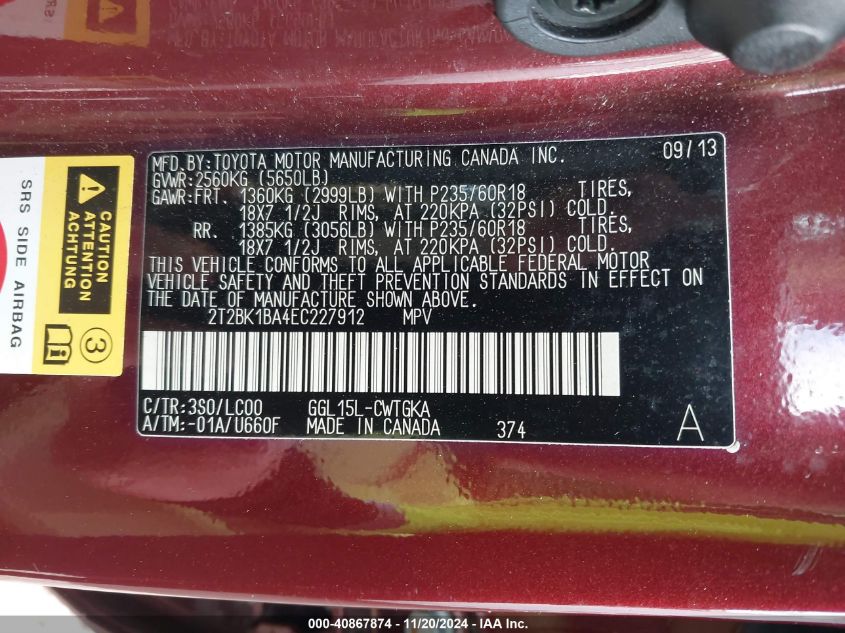 MFD.BY:TOYOTA MOTOR MANUFACTURING CANADA INC. 09/13
GVWR:2560KG (5650LB)
GAWR:FRT. 1360KG (2999LB) WITH P235/60R18 TIRES,
18X7 1/2J RIMS, AT 220KPA (32PSI) COLD.
RR. 1385KG (3056LB) WITH P235/60R18 TIRES,
18X7 1/2J RIMS, AT 220KPA (32PSI) COLD.
THIS VEHICLE CONFORMS TO ALL APPLICABLE FEDERAL MOTOR
VEHICLE SAFETY AND THEFT PREVENTION STANDARDS IN EFFECT ON
THE DATE OF MANUFACTURE SHOWN ABOVE.
2T2BK1BA4EC227912 MPV
C/TR:3S0/LC00 GGL15L-CWTGKA
A/TM:-01A/U660F MADE IN CANADA 374 A
SRS SIDE AIRBAG
CAUTION
ATTENTION
3
000-40867874 - 11/20/2024 - IAA Inc.